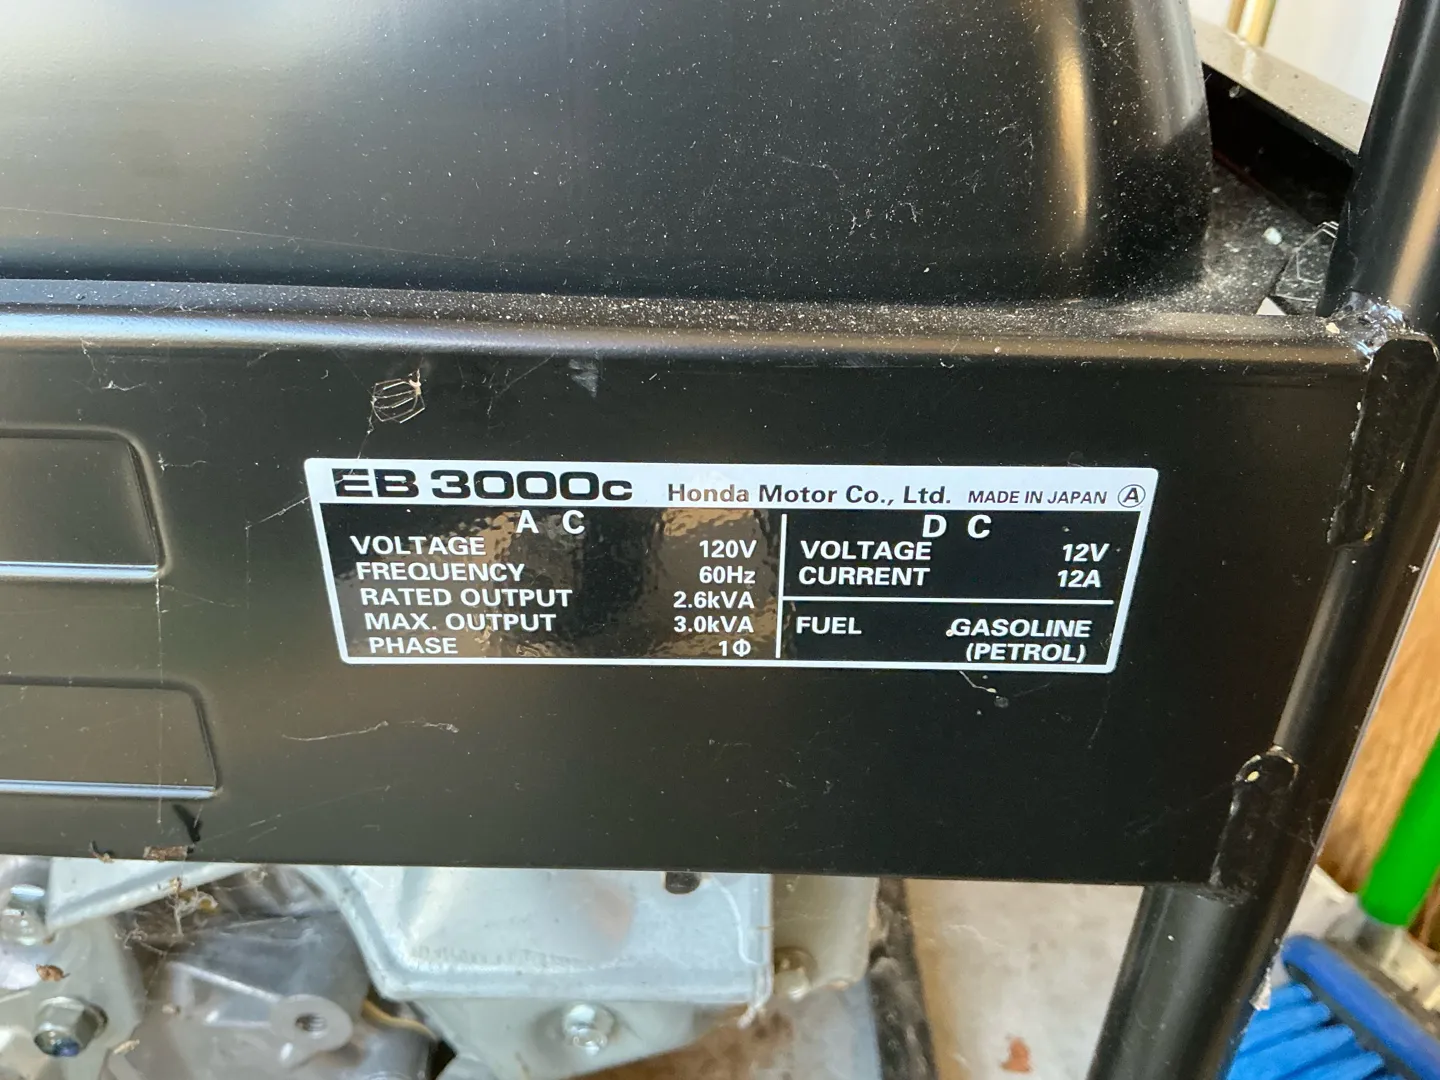 EB 3000c Honda Motor Co., Ltd. MADE IN JAPAN Ⓐ
A C
VOLTAGE 120V
FREQUENCY 60Hz
RATED OUTPUT 2.6kVA
MAX. OUTPUT 3.0kVA
PHASE 1Φ
D C
VOLTAGE 12V
CURRENT 12A
FUEL GASOLINE
(PETROL)